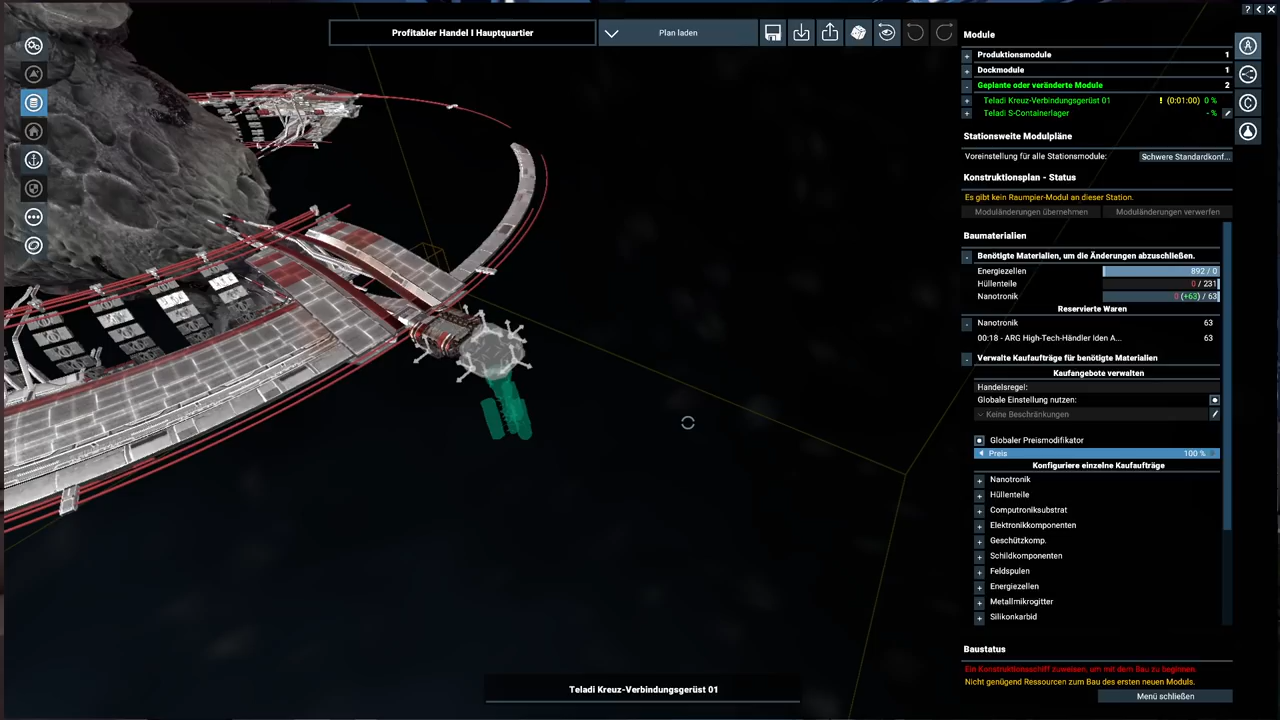 ? 
Profitabler Handel I Hauptquartier
Plan laden
Module
+ Produktionsmodule 1
+ Dockmodule 1
- Geplante oder veränderte Module 2
+ Teladi Kreuz-Verbindungsgerüst 01 ! (0:01:00) 0 %
+ Teladi S-Containerlager - %
Stationsweite Modulpläne
Voreinstellung für alle Stationsmodule: Schwere Standardkonf...
Konstruktionsplan - Status
Es gibt kein Raumpier-Modul an dieser Station.
Moduländerungen übernehmen Moduländerungen verwerfen
Baumaterialien
- Benötigte Materialien, um die Änderungen abzuschließen.
Energiezellen 892 / 0
Hüllenteile 0 / 231
Nanotronik 0 (+63) / 63
Reservierte Waren
- Nanotronik 63
00:18 - ARG High-Tech-Händler Iden A... 63
- Verwalte Kaufaufträge für benötigte Materialien
Kaufangebote verwalten
Handelsregel:
Globale Einstellung nutzen:
Keine Beschränkungen
Globaler Preismodifikator
Preis 100 %
Konfiguriere einzelne Kaufaufträge
+ Nanotronik
+ Hüllenteile
+ Computroniksubstrat
+ Elektronikkomponenten
+ Geschützkomp.
+ Schildkomponenten
+ Feldspulen
+ Energiezellen
+ Metallmikrogitter
+ Silikonkarbid
Baustatus
Ein Konstruktionsschiff zuweisen, um mit dem Bau zu beginnen.
Nicht genügend Ressourcen zum Bau des ersten neuen Moduls.
Menü schließen
Teladi Kreuz-Verbindungsgerüst 01